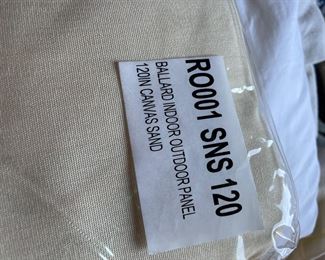 RO001 SNS 120
BALLARD INDOOR OUTDOOR PANEL
120IN CANVAS SAND